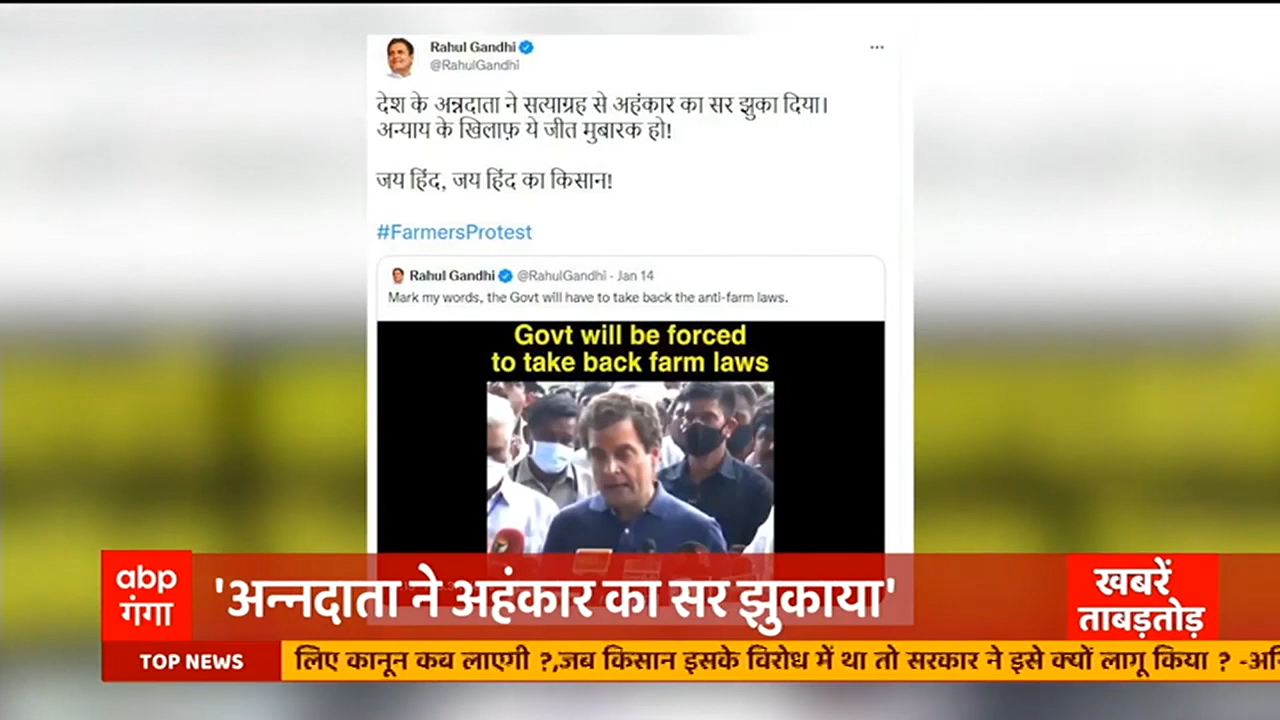 Rahul Gandhi
@RahulGandhi
देश के अन्नदाता ने सत्याग्रह से अहंकार का सर झुका दिया।
अन्याय के खिलाफ़ ये जीत मुबारक हो!
जय हिंद, जय हिंद का किसान!
#FarmersProtest
Rahul Gandhi @RahulGandhi · Jan 14
Mark my words, the Govt will have to take back the anti-farm laws.
Govt will be forced
to take back farm laws
abp
गंगा
'अन्नदाता ने अहंकार का सर झुकाया'
खबरें
ताबड़तोड़
TOP NEWS
लिए कानून कब लाएगी ?,जब किसान इसके विरोध में था तो सरकार ने इसे क्यों लागू किया ? -